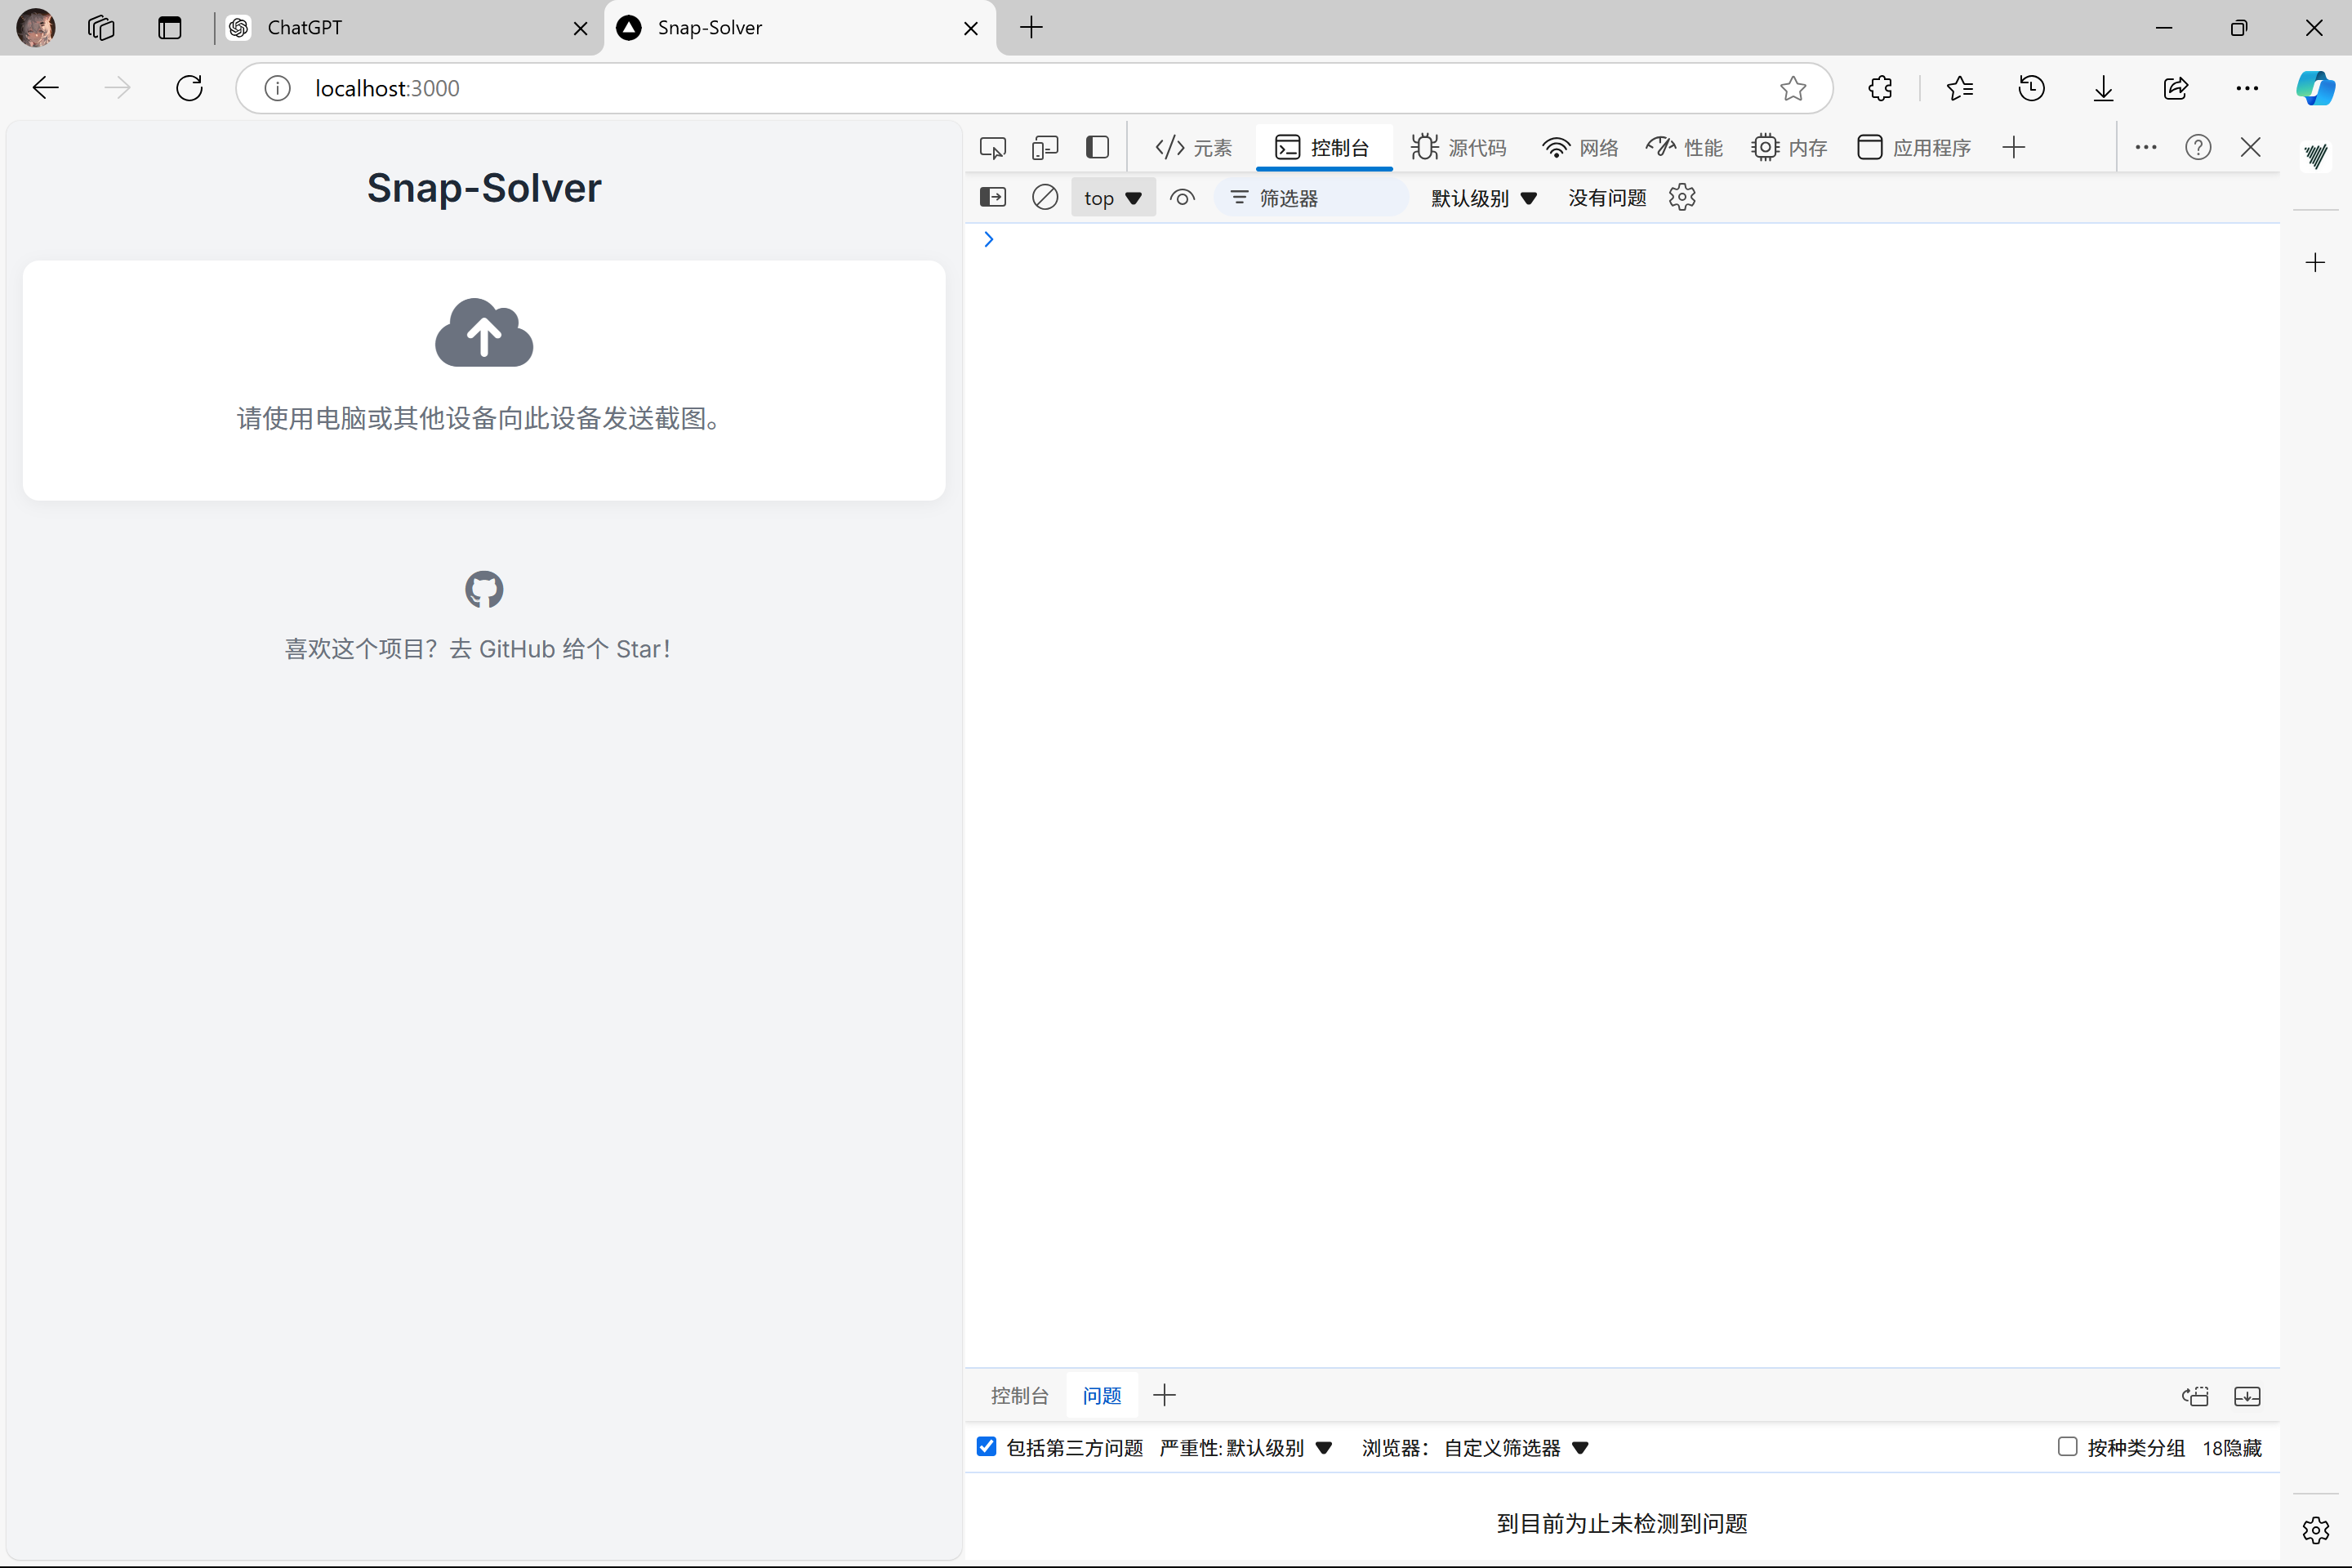 ChatGPT
Snap-Solver
localhost:3000
Snap-Solver
请使用电脑或其他设备向此设备发送截图。
喜欢这个项目？去 GitHub 给个 Star！
元素 控制台 源代码 网络 性能 内存 应用程序
top 筛选器 默认级别 没有问题
控制台 问题
包括第三方问题 严重性: 默认级别 浏览器： 自定义筛选器 按种类分组 18隐藏
到目前为止未检测到问题